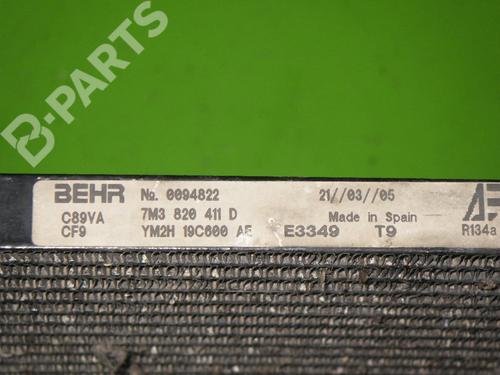 B-PARTS
BEHR № 0094822 21//03//05
C89VA 7M3 820 411 D Made in Spain
CF9 YM2H 19C600 AE E3349 T9 R134a